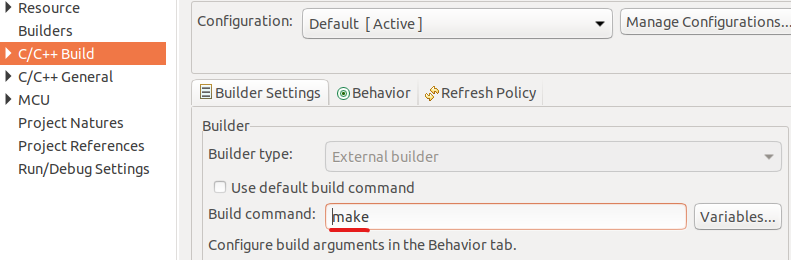 Resource
Builders
C/C++ Build
C/C++ General
MCU
Project Natures
Project References
Run/Debug Settings
Configuration: Default [ Active ] Manage Configurations...
Builder Settings Behavior Refresh Policy
Builder
Builder type: External builder
Use default build command
Build command: make Variables...
Configure build arguments in the Behavior tab.